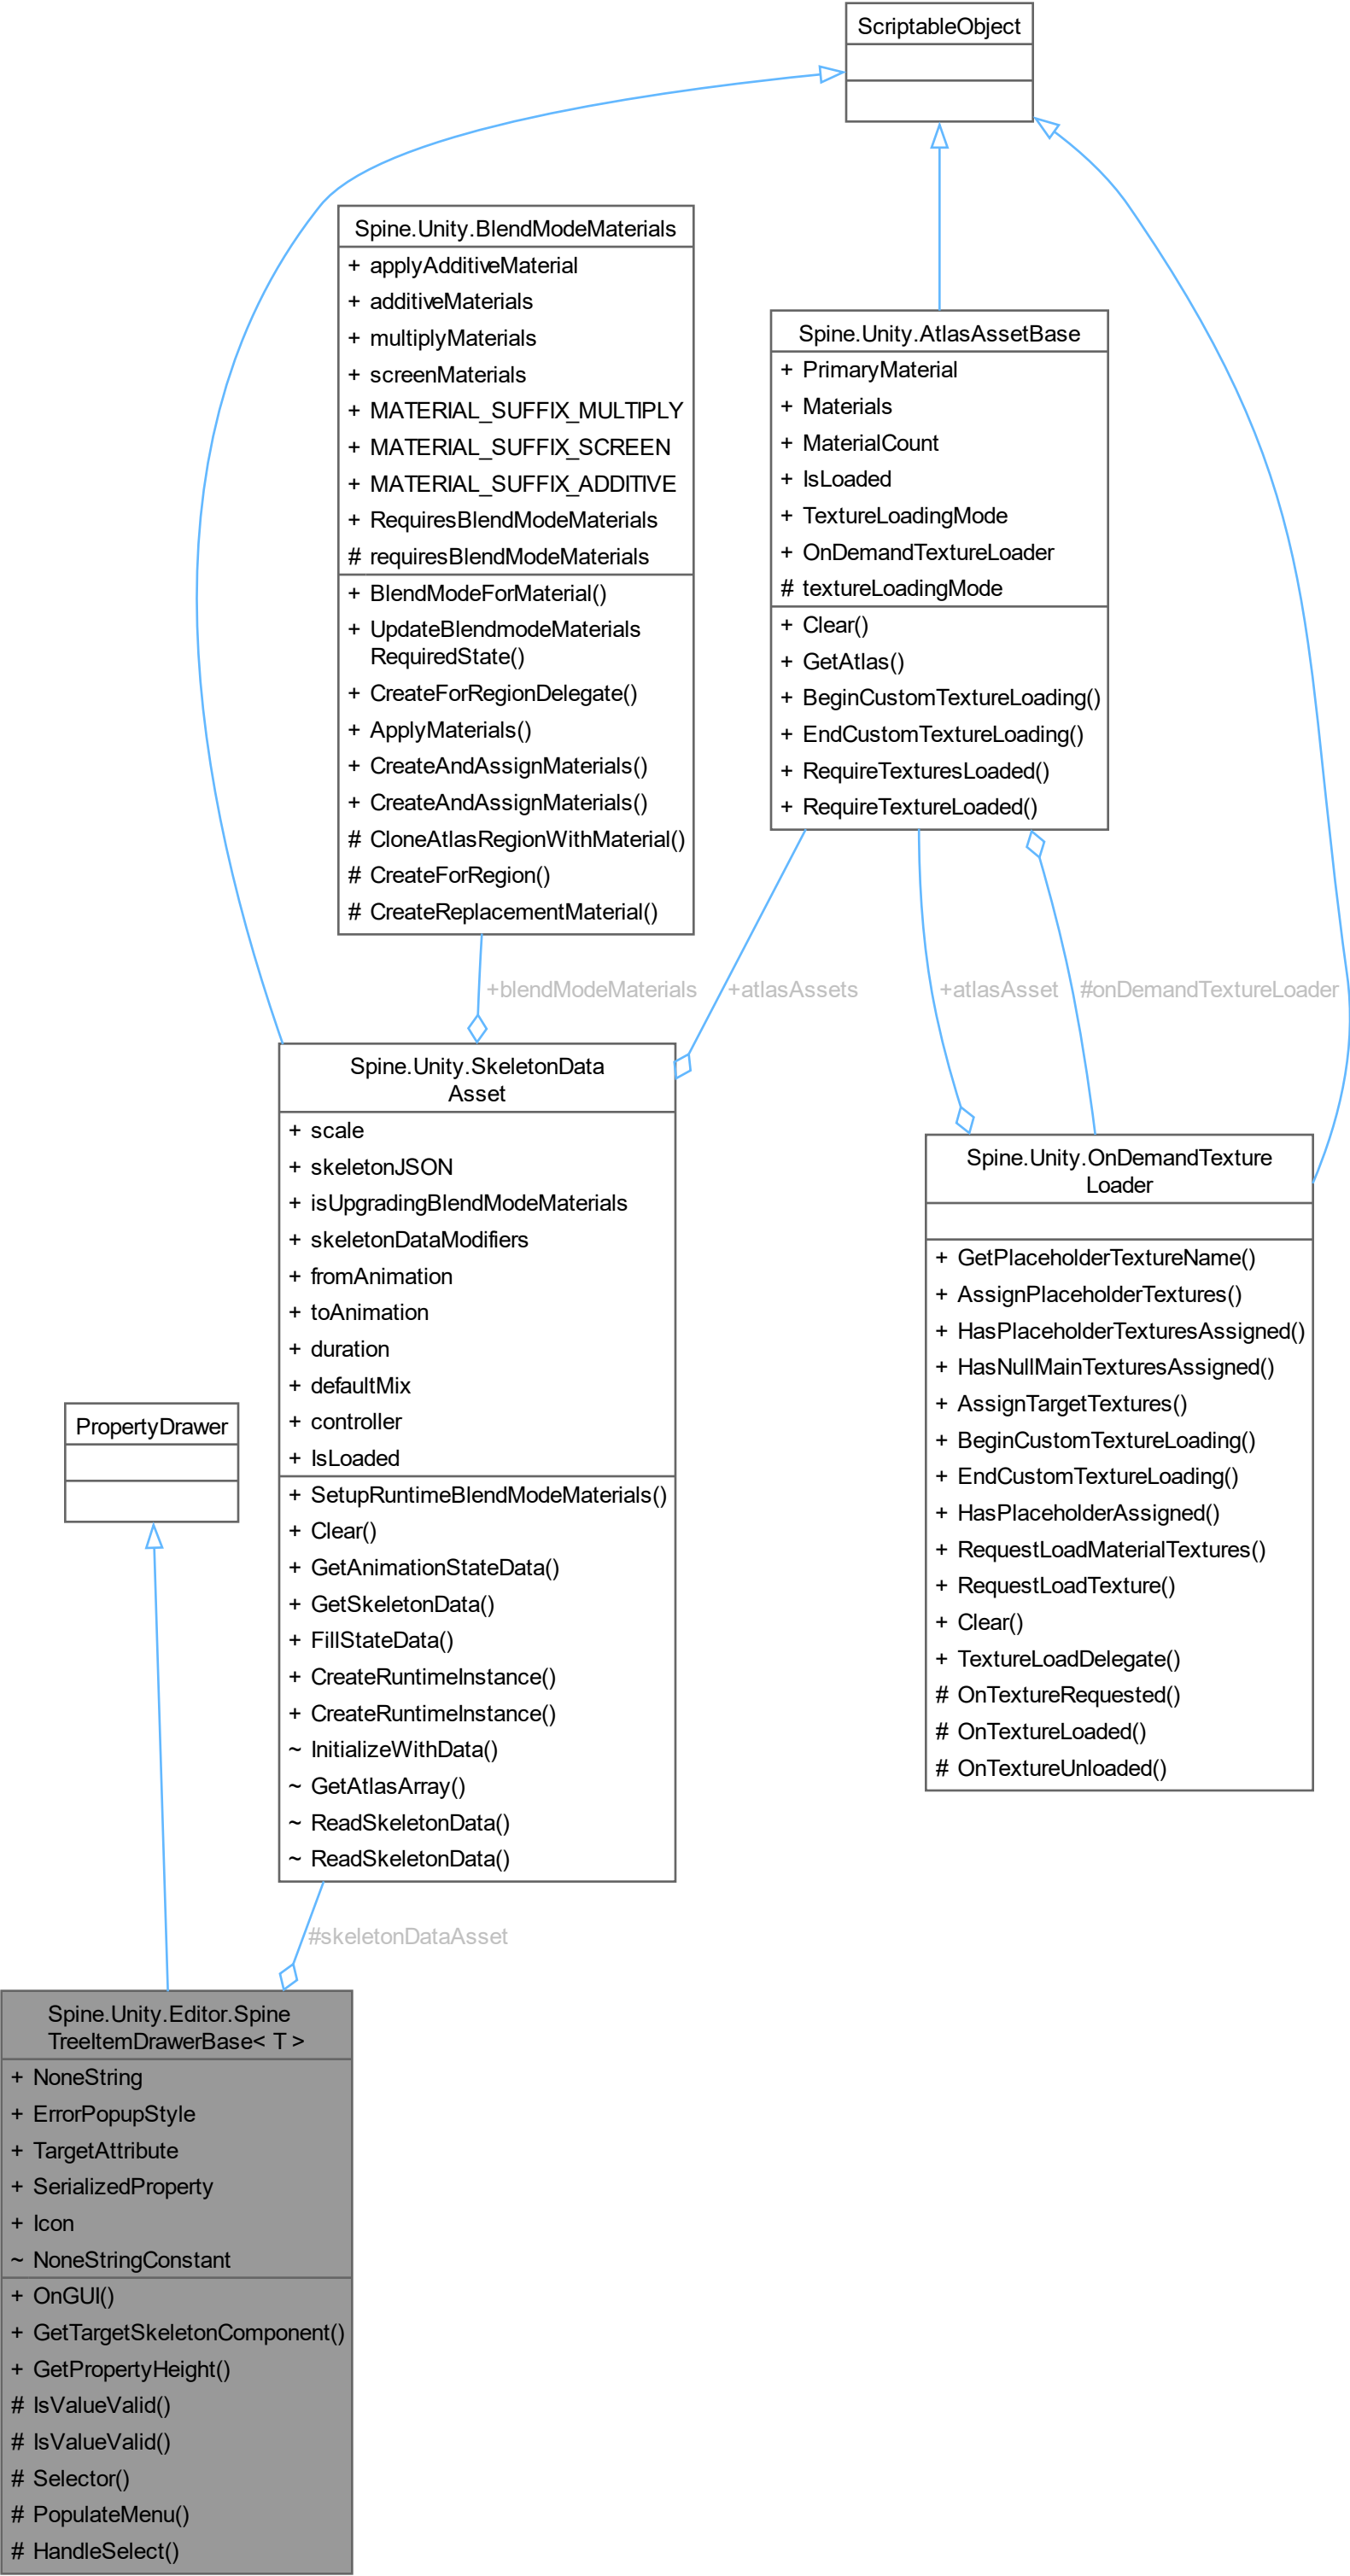 ScriptableObject
Spine.Unity.BlendModeMaterials
+ applyAdditiveMaterial
+ additiveMaterials
+ multiplyMaterials
+ screenMaterials
+ MATERIAL_SUFFIX_MULTIPLY
+ MATERIAL_SUFFIX_SCREEN
+ MATERIAL_SUFFIX_ADDITIVE
+ RequiresBlendModeMaterials
# requiresBlendModeMaterials
+ BlendModeForMaterial()
+ UpdateBlendmodeMaterials
RequiredState()
+ CreateForRegionDelegate()
+ ApplyMaterials()
+ CreateAndAssignMaterials()
+ CreateAndAssignMaterials()
# CloneAtlasRegionWithMaterial()
# CreateForRegion()
# CreateReplacementMaterial()
Spine.Unity.AtlasAssetBase
+ PrimaryMaterial
+ Materials
+ MaterialCount
+ IsLoaded
+ TextureLoadingMode
+ OnDemandTextureLoader
# textureLoadingMode
+ Clear()
+ GetAtlas()
+ BeginCustomTextureLoading()
+ EndCustomTextureLoading()
+ RequireTexturesLoaded()
+ RequireTextureLoaded()
+blendModeMaterials
+atlasAssets
+atlasAsset
#onDemandTextureLoader
Spine.Unity.SkeletonData
Asset
+ scale
+ skeletonJSON
+ isUpgradingBlendModeMaterials
+ skeletonDataModifiers
+ fromAnimation
+ toAnimation
+ duration
+ defaultMix
+ controller
+ IsLoaded
+ SetupRuntimeBlendModeMaterials()
+ Clear()
+ GetAnimationStateData()
+ GetSkeletonData()
+ FillStateData()
+ CreateRuntimeInstance()
+ CreateRuntimeInstance()
~ InitializeWithData()
~ GetAtlasArray()
~ ReadSkeletonData()
~ ReadSkeletonData()
Spine.Unity.OnDemandTexture
Loader
+ GetPlaceholderTextureName()
+ AssignPlaceholderTextures()
+ HasPlaceholderTexturesAssigned()
+ HasNullMainTexturesAssigned()
+ AssignTargetTextures()
+ BeginCustomTextureLoading()
+ EndCustomTextureLoading()
+ HasPlaceholderAssigned()
+ RequestLoadMaterialTextures()
+ RequestLoadTexture()
+ Clear()
+ TextureLoadDelegate()
# OnTextureRequested()
# OnTextureLoaded()
# OnTextureUnloaded()
PropertyDrawer
#skeletonDataAsset
Spine.Unity.Editor.Spine
TreeItemDrawerBase< T >
+ NoneString
+ ErrorPopupStyle
+ TargetAttribute
+ SerializedProperty
+ Icon
~ NoneStringConstant
+ OnGUI()
+ GetTargetSkeletonComponent()
+ GetPropertyHeight()
# IsValueValid()
# IsValueValid()
# Selector()
# PopulateMenu()
# HandleSelect()